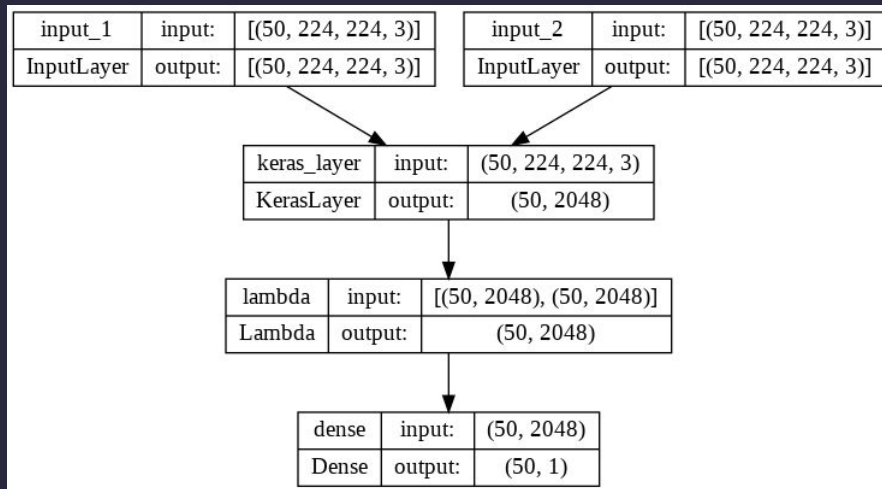 input_1 input: [(50, 224, 224, 3)]
InputLayer output: [(50, 224, 224, 3)]
input_2 input: [(50, 224, 224, 3)]
InputLayer output: [(50, 224, 224, 3)]
keras_layer input: (50, 224, 224, 3)
KerasLayer output: (50, 2048)
lambda input: [(50, 2048), (50, 2048)]
Lambda output: (50, 2048)
dense input: (50, 2048)
Dense output: (50, 1)